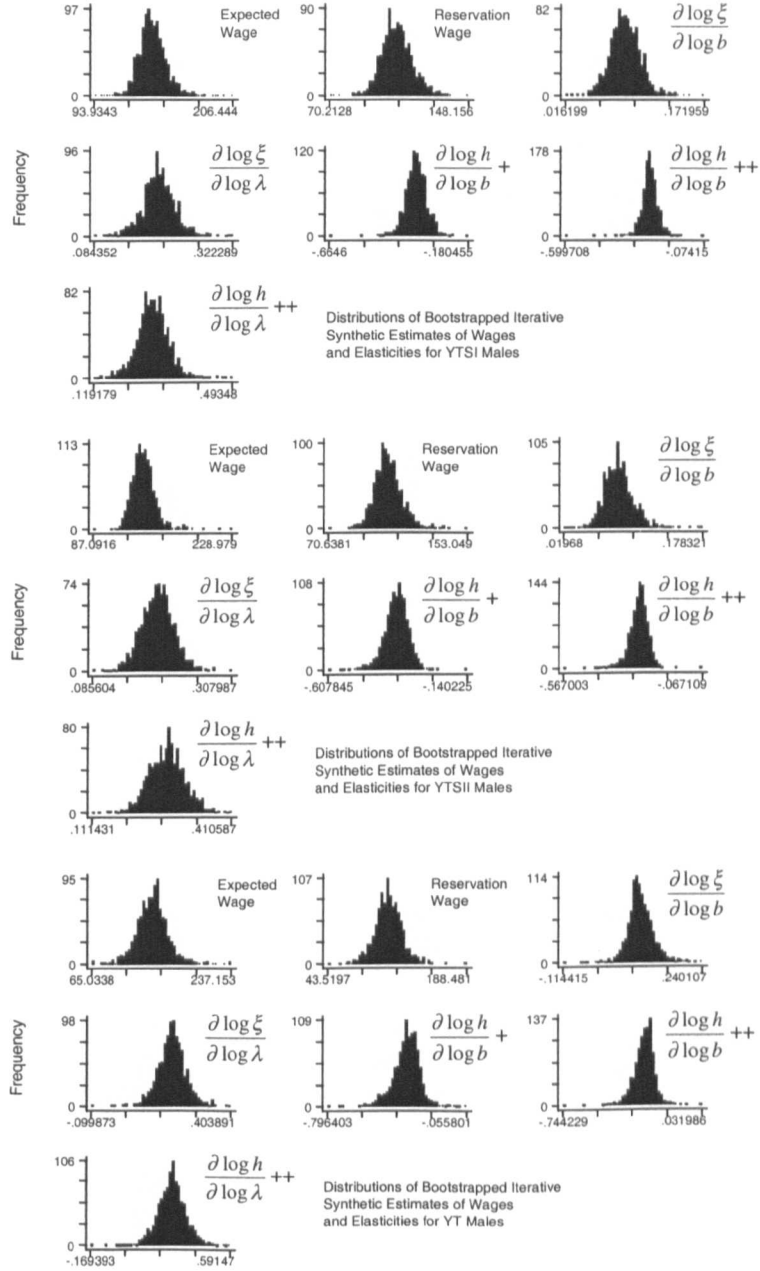 97
Expected
Wage
0
93.9343 206.444
90
Reservation
Wage
0
70.2128 148.156
82
∂ log ξ
∂ log b
0
.016199 .171959
Frequency
96
∂ log ξ
∂ log λ
0
.084352 .322289
120
∂ log h +
∂ log b
0
-.6646 -.180455
178
∂ log h ++
∂ log b
0
-.599708 -.07415
82
∂ log h ++
∂ log λ
0
.119179 .49348
Distributions of Bootstrapped Iterative
Synthetic Estimates of Wages
and Elasticities for YTSI Males
113
Expected
Wage
0
87.0916 228.979
100
Reservation
Wage
0
70.6381 153.049
105
∂ log ξ
∂ log b
0
.01968 .178321
Frequency
74
∂ log ξ
∂ log λ
0
.085604 .307987
108
∂ log h +
∂ log b
0
-.607845 -.140225
144
∂ log h ++
∂ log b
0
-.567003 -.067109
80
∂ log h ++
∂ log λ
0
.111431 .410587
Distributions of Bootstrapped Iterative
Synthetic Estimates of Wages
and Elasticities for YTSII Males
95
Expected
Wage
0
65.0338 237.153
107
Reservation
Wage
0
43.5197 188.481
114
∂ log ξ
∂ log b
0
-.114415 .240107
Frequency
98
∂ log ξ
∂ log λ
0
-.099873 .403891
109
∂ log h +
∂ log b
0
-.796403 -.055801
137
∂ log h ++
∂ log b
0
-.744229 .031986
106
∂ log h ++
∂ log λ
0
-.169393 .59147
Distributions of Bootstrapped Iterative
Synthetic Estimates of Wages
and Elasticities for YT Males